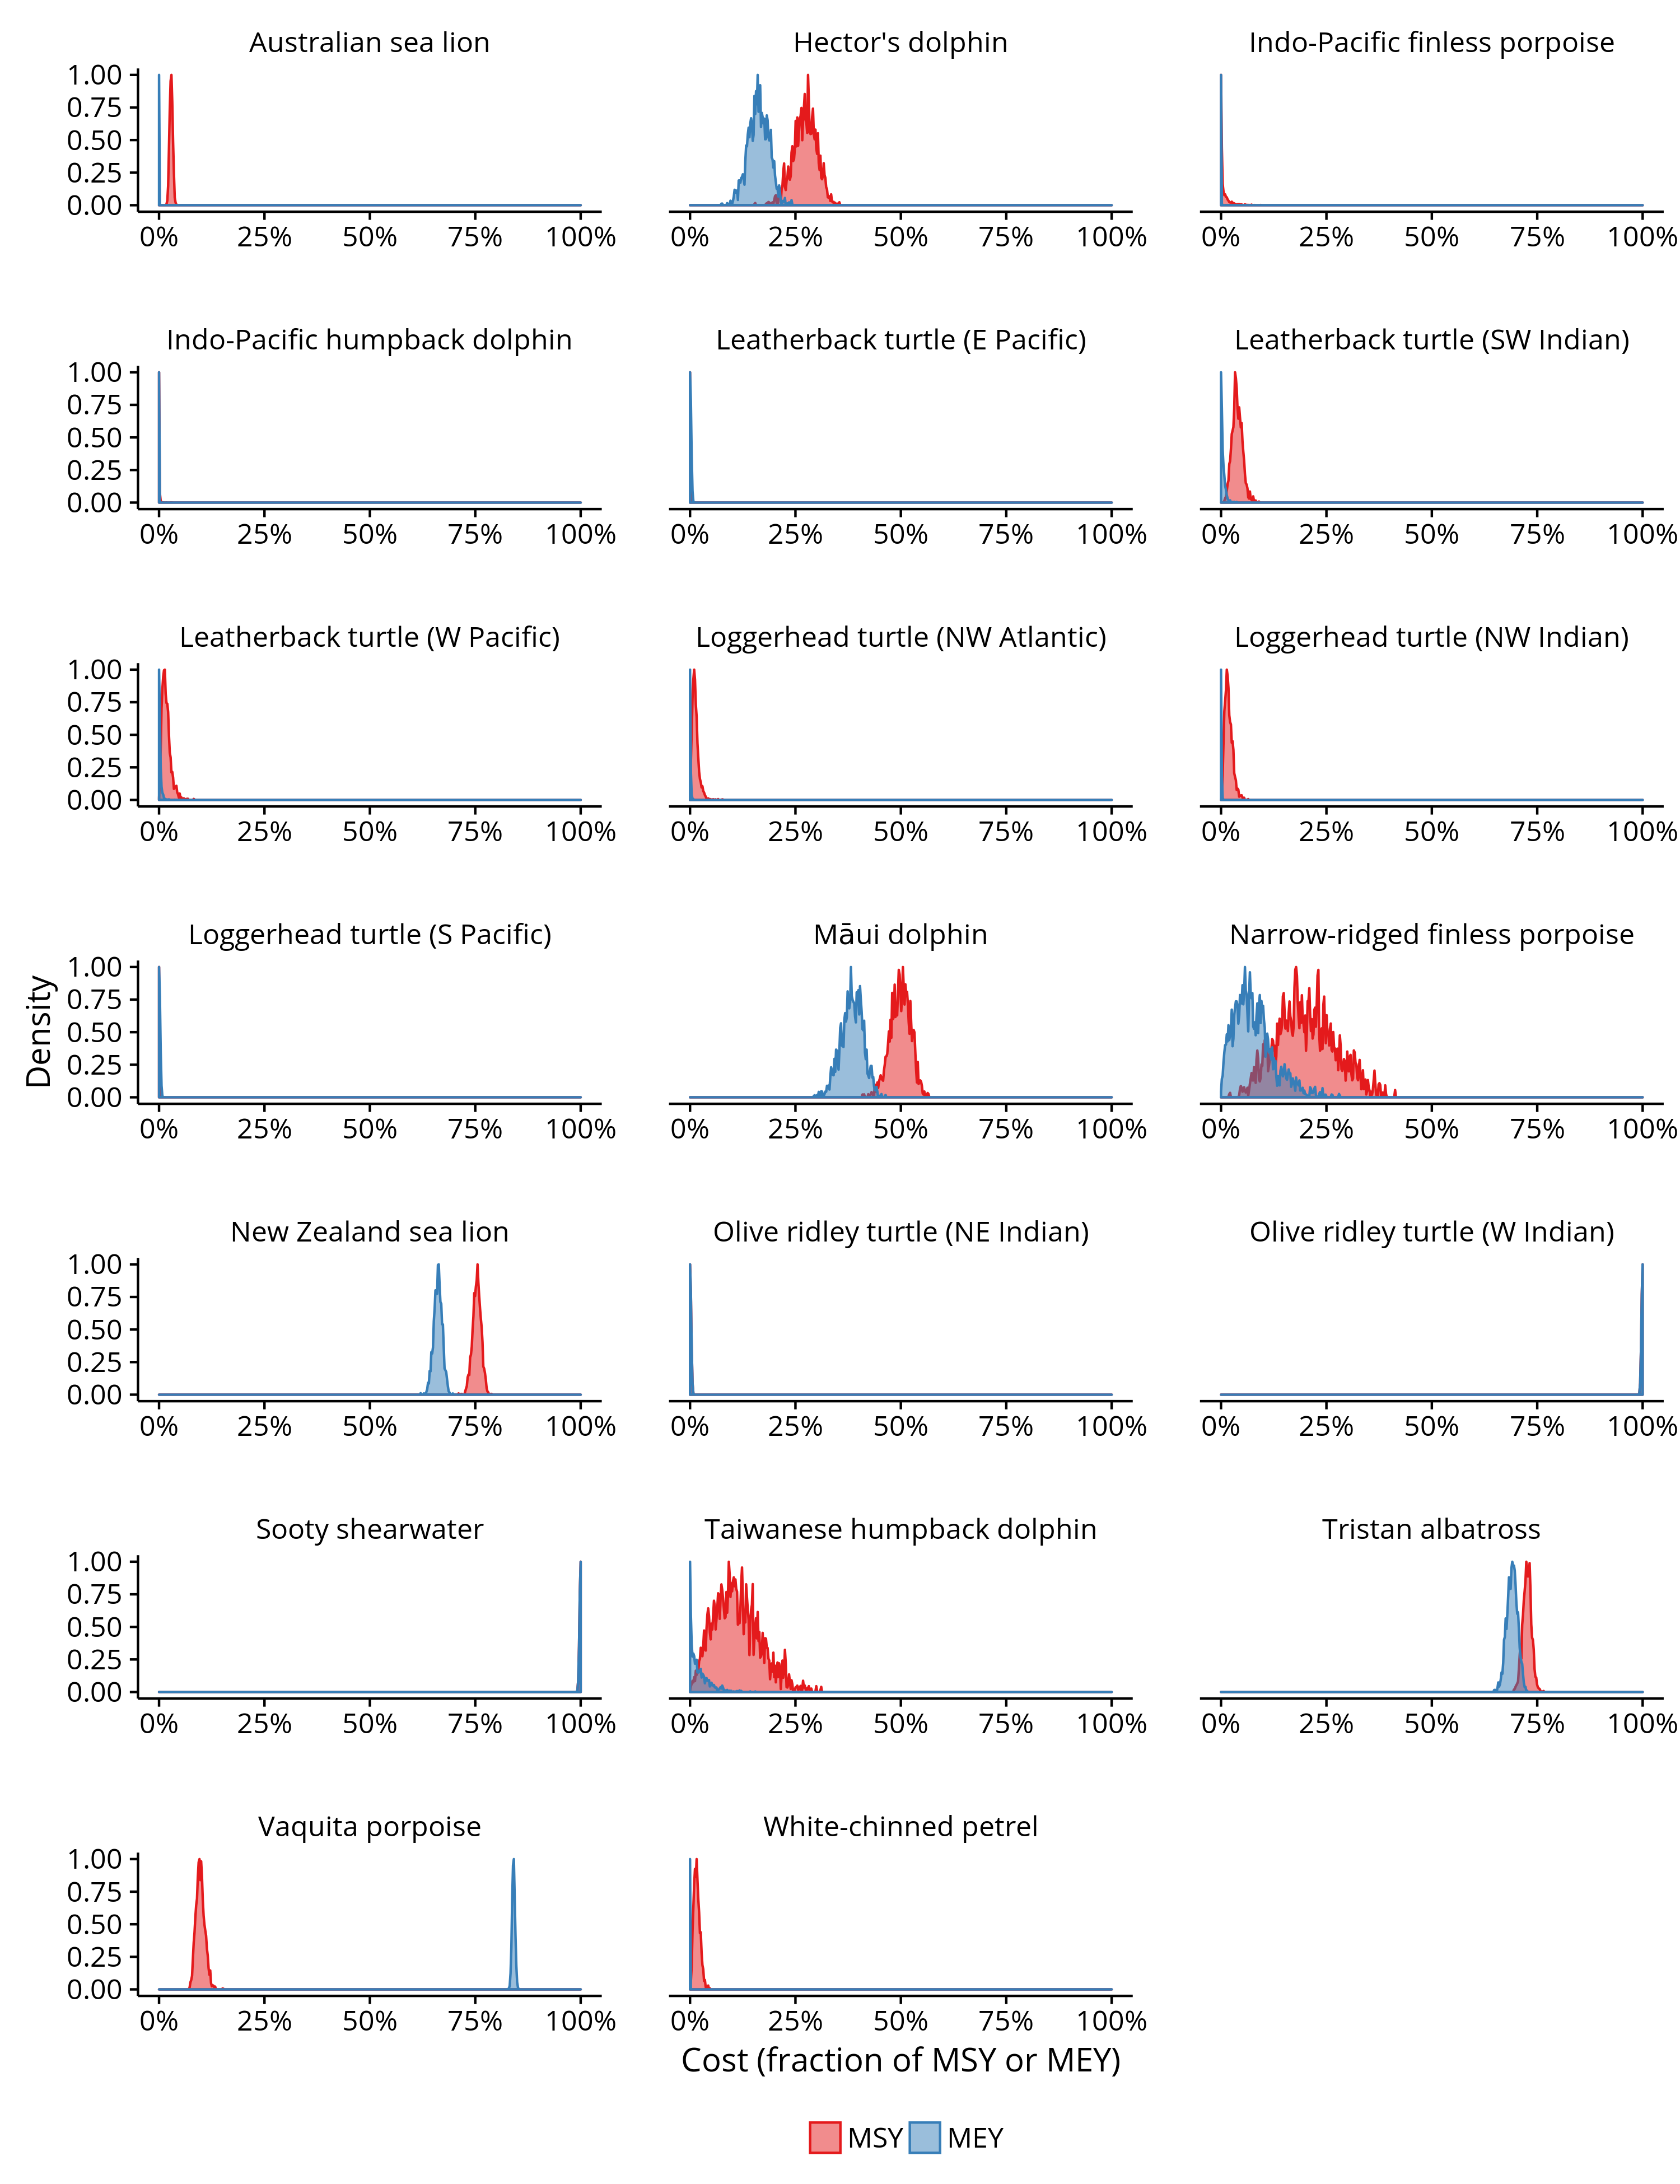 Australian sea lion
Hector's dolphin
Indo-Pacific finless porpoise
1.00
0.75
0.50
0.25
0.00
0% 25% 50% 75% 100%
0% 25% 50% 75% 100%
0% 25% 50% 75% 100%
Indo-Pacific humpback dolphin
Leatherback turtle (E Pacific)
Leatherback turtle (SW Indian)
1.00
0.75
0.50
0.25
0.00
0% 25% 50% 75% 100%
0% 25% 50% 75% 100%
0% 25% 50% 75% 100%
Leatherback turtle (W Pacific)
Loggerhead turtle (NW Atlantic)
Loggerhead turtle (NW Indian)
1.00
0.75
0.50
0.25
0.00
0% 25% 50% 75% 100%
0% 25% 50% 75% 100%
0% 25% 50% 75% 100%
Loggerhead turtle (S Pacific)
Māui dolphin
Narrow-ridged finless porpoise
Density
1.00
0.75
0.50
0.25
0.00
0% 25% 50% 75% 100%
0% 25% 50% 75% 100%
0% 25% 50% 75% 100%
New Zealand sea lion
Olive ridley turtle (NE Indian)
Olive ridley turtle (W Indian)
1.00
0.75
0.50
0.25
0.00
0% 25% 50% 75% 100%
0% 25% 50% 75% 100%
0% 25% 50% 75% 100%
Sooty shearwater
Taiwanese humpback dolphin
Tristan albatross
1.00
0.75
0.50
0.25
0.00
0% 25% 50% 75% 100%
0% 25% 50% 75% 100%
0% 25% 50% 75% 100%
Vaquita porpoise
White-chinned petrel
1.00
0.75
0.50
0.25
0.00
0% 25% 50% 75% 100%
0% 25% 50% 75% 100%
Cost (fraction of MSY or MEY)
MSY MEY